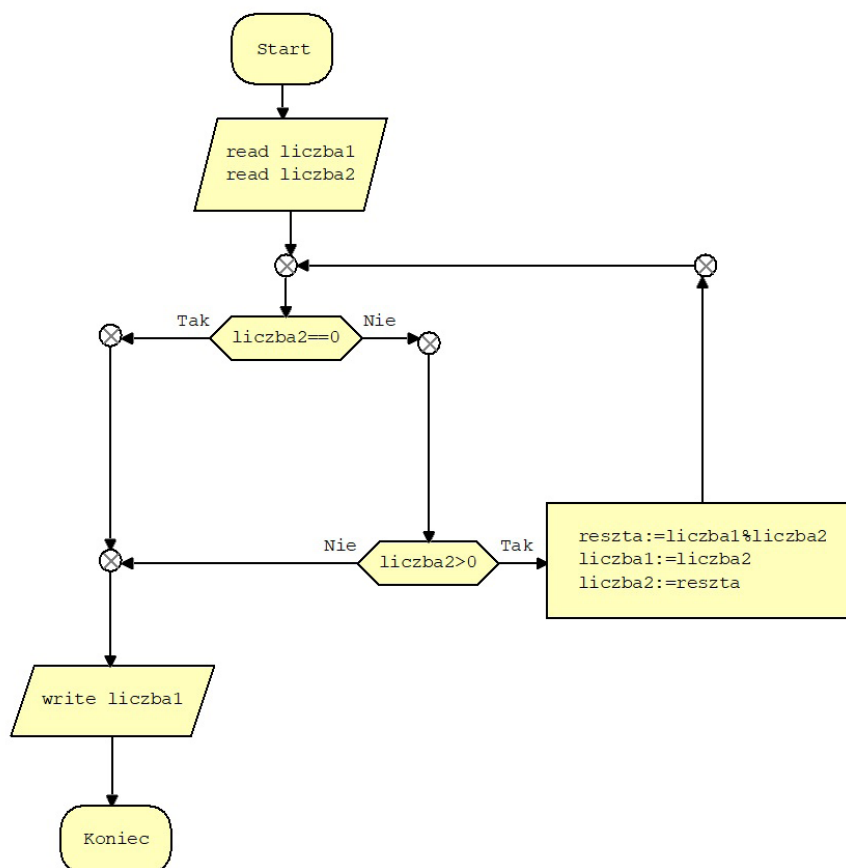 Start
read liczba1
read liczba2
Tak
liczba2==0
Nie
Nie
liczba2>0
Tak
reszta:=liczba1%liczba2
liczba1:=liczba2
liczba2:=reszta
write liczba1
Koniec